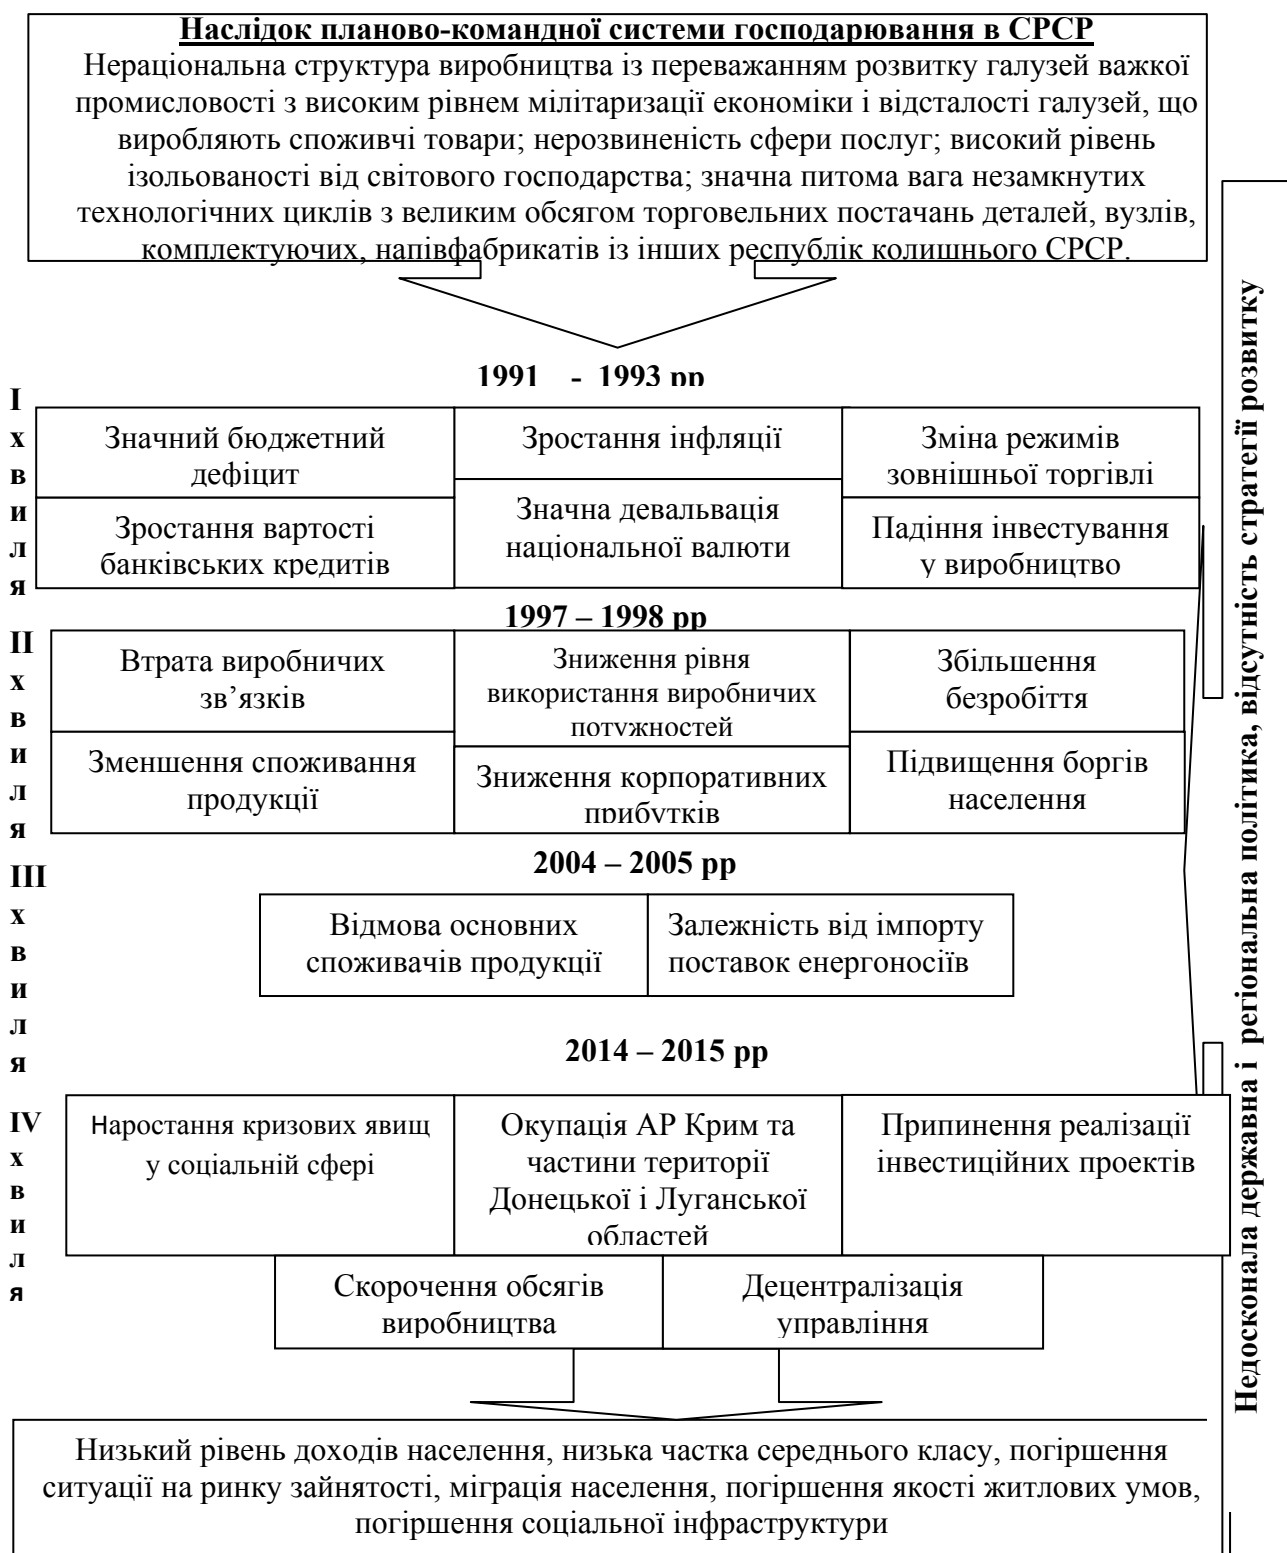 Наслідок планово-командної системи господарювання в СРСР
Нераціональна структура виробництва із переважанням розвитку галузей важкої
промисловості з високим рівнем мілітаризації економіки і відсталості галузей, що
виробляють споживчі товари; нерозвиненість сфери послуг; високий рівень
ізольованості від світового господарства; значна питома вага незамкнутих
технологічних циклів з великим обсягом торговельних постачань деталей, вузлів,
комплектуючих, напівфабрикатів із інших республік колишнього СРСР.
1991 - 1993 рр
І хвиля
Значний бюджетний
дефіцит
Зростання інфляції
Зміна режимів
зовнішньої торгівлі
Зростання вартості
банківських кредитів
Значна девальвація
національної валюти
Падіння інвестування
у виробництво
1997 – 1998 рр
ІІ хвиля
Втрата виробничих
зв’язків
Зниження рівня
використання виробничих
потужностей
Збільшення
безробіття
Зменшення споживання
продукції
Зниження корпоративних
прибутків
Підвищення боргів
населення
2004 – 2005 рр
ІІІ хвиля
Відмова основних
споживачів продукції
Залежність від імпорту
поставок енергоносіїв
2014 – 2015 рр
IV хвиля
Наростання кризових явищ
у соціальній сфері
Окупація АР Крим та
частини території
Донецької і Луганської
областей
Припинення реалізації
інвестиційних проектів
Скорочення обсягів
виробництва
Децентралізація
управління
Низький рівень доходів населення, низька частка середнього класу, погіршення
ситуації на ринку зайнятості, міграція населення, погіршення якості житлових умов,
погіршення соціальної інфраструктури
Недосконала державна і регіональна політика, відсутність стратегії розвитку